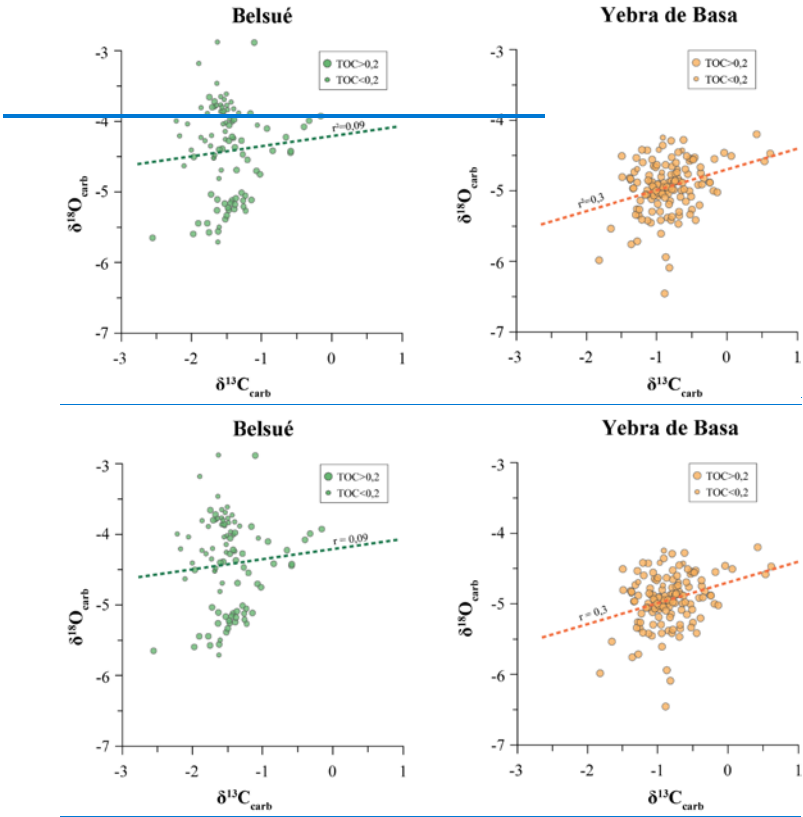 Belsué
Yebra de Basa
-3
-4
-5
-6
-7
δ¹⁸Ocarb
TOC>0,2
TOC<0,2
r²=0,09
-3
-2
-1
0
1
δ¹³Ccarb
-3
-4
-5
-6
-7
δ¹⁸Ocarb
TOC>0,2
TOC<0,2
r²=0,3
-3
-2
-1
0
1
δ¹³Ccarb
Belsué
Yebra de Basa
-3
-4
-5
-6
-7
δ¹⁸Ocarb
TOC>0,2
TOC<0,2
r = 0,09
-3
-2
-1
0
1
δ¹³Ccarb
-3
-4
-5
-6
-7
δ¹⁸Ocarb
TOC>0,2
TOC<0,2
r = 0,3
-3
-2
-1
0
1
δ¹³Ccarb